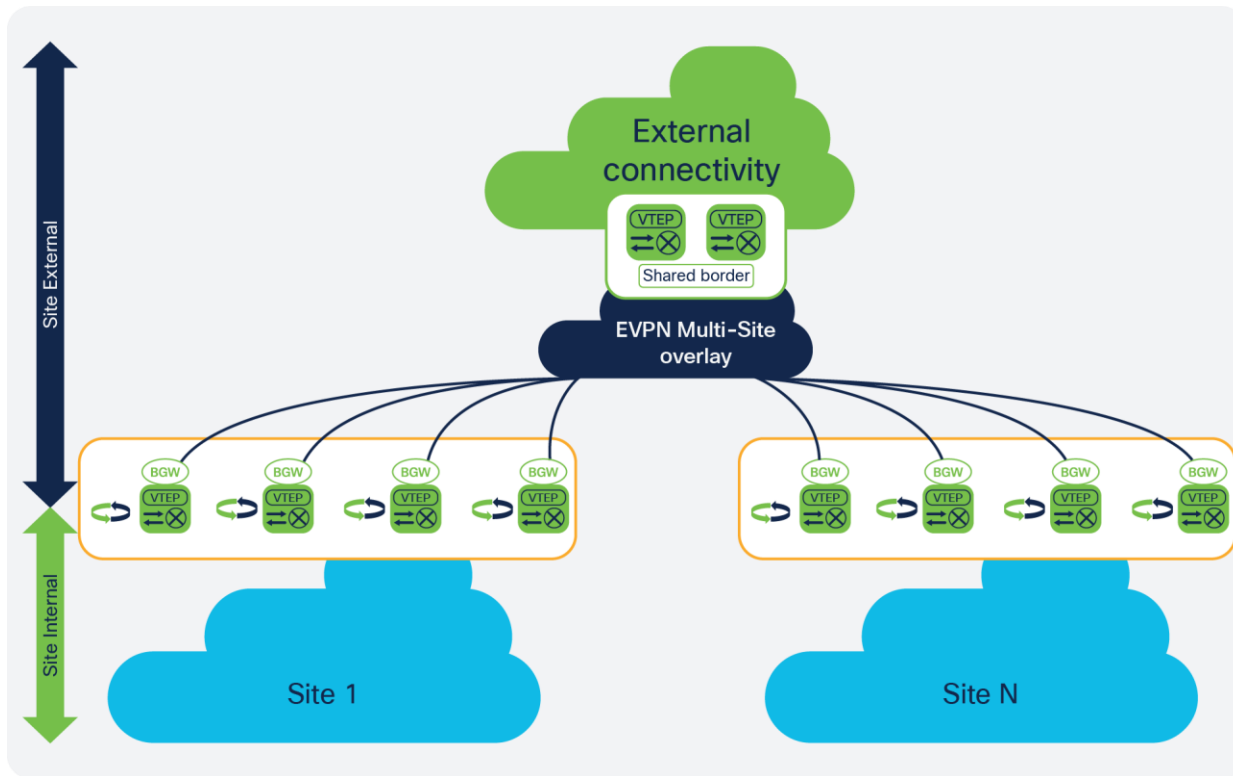 External
connectivity
VTEP
VTEP
Shared border
EVPN Multi-Site
overlay
Site External
BGW
BGW
BGW
BGW
BGW
BGW
BGW
BGW
VTEP
VTEP
VTEP
VTEP
VTEP
VTEP
VTEP
VTEP
Site Internal
Site 1
Site N